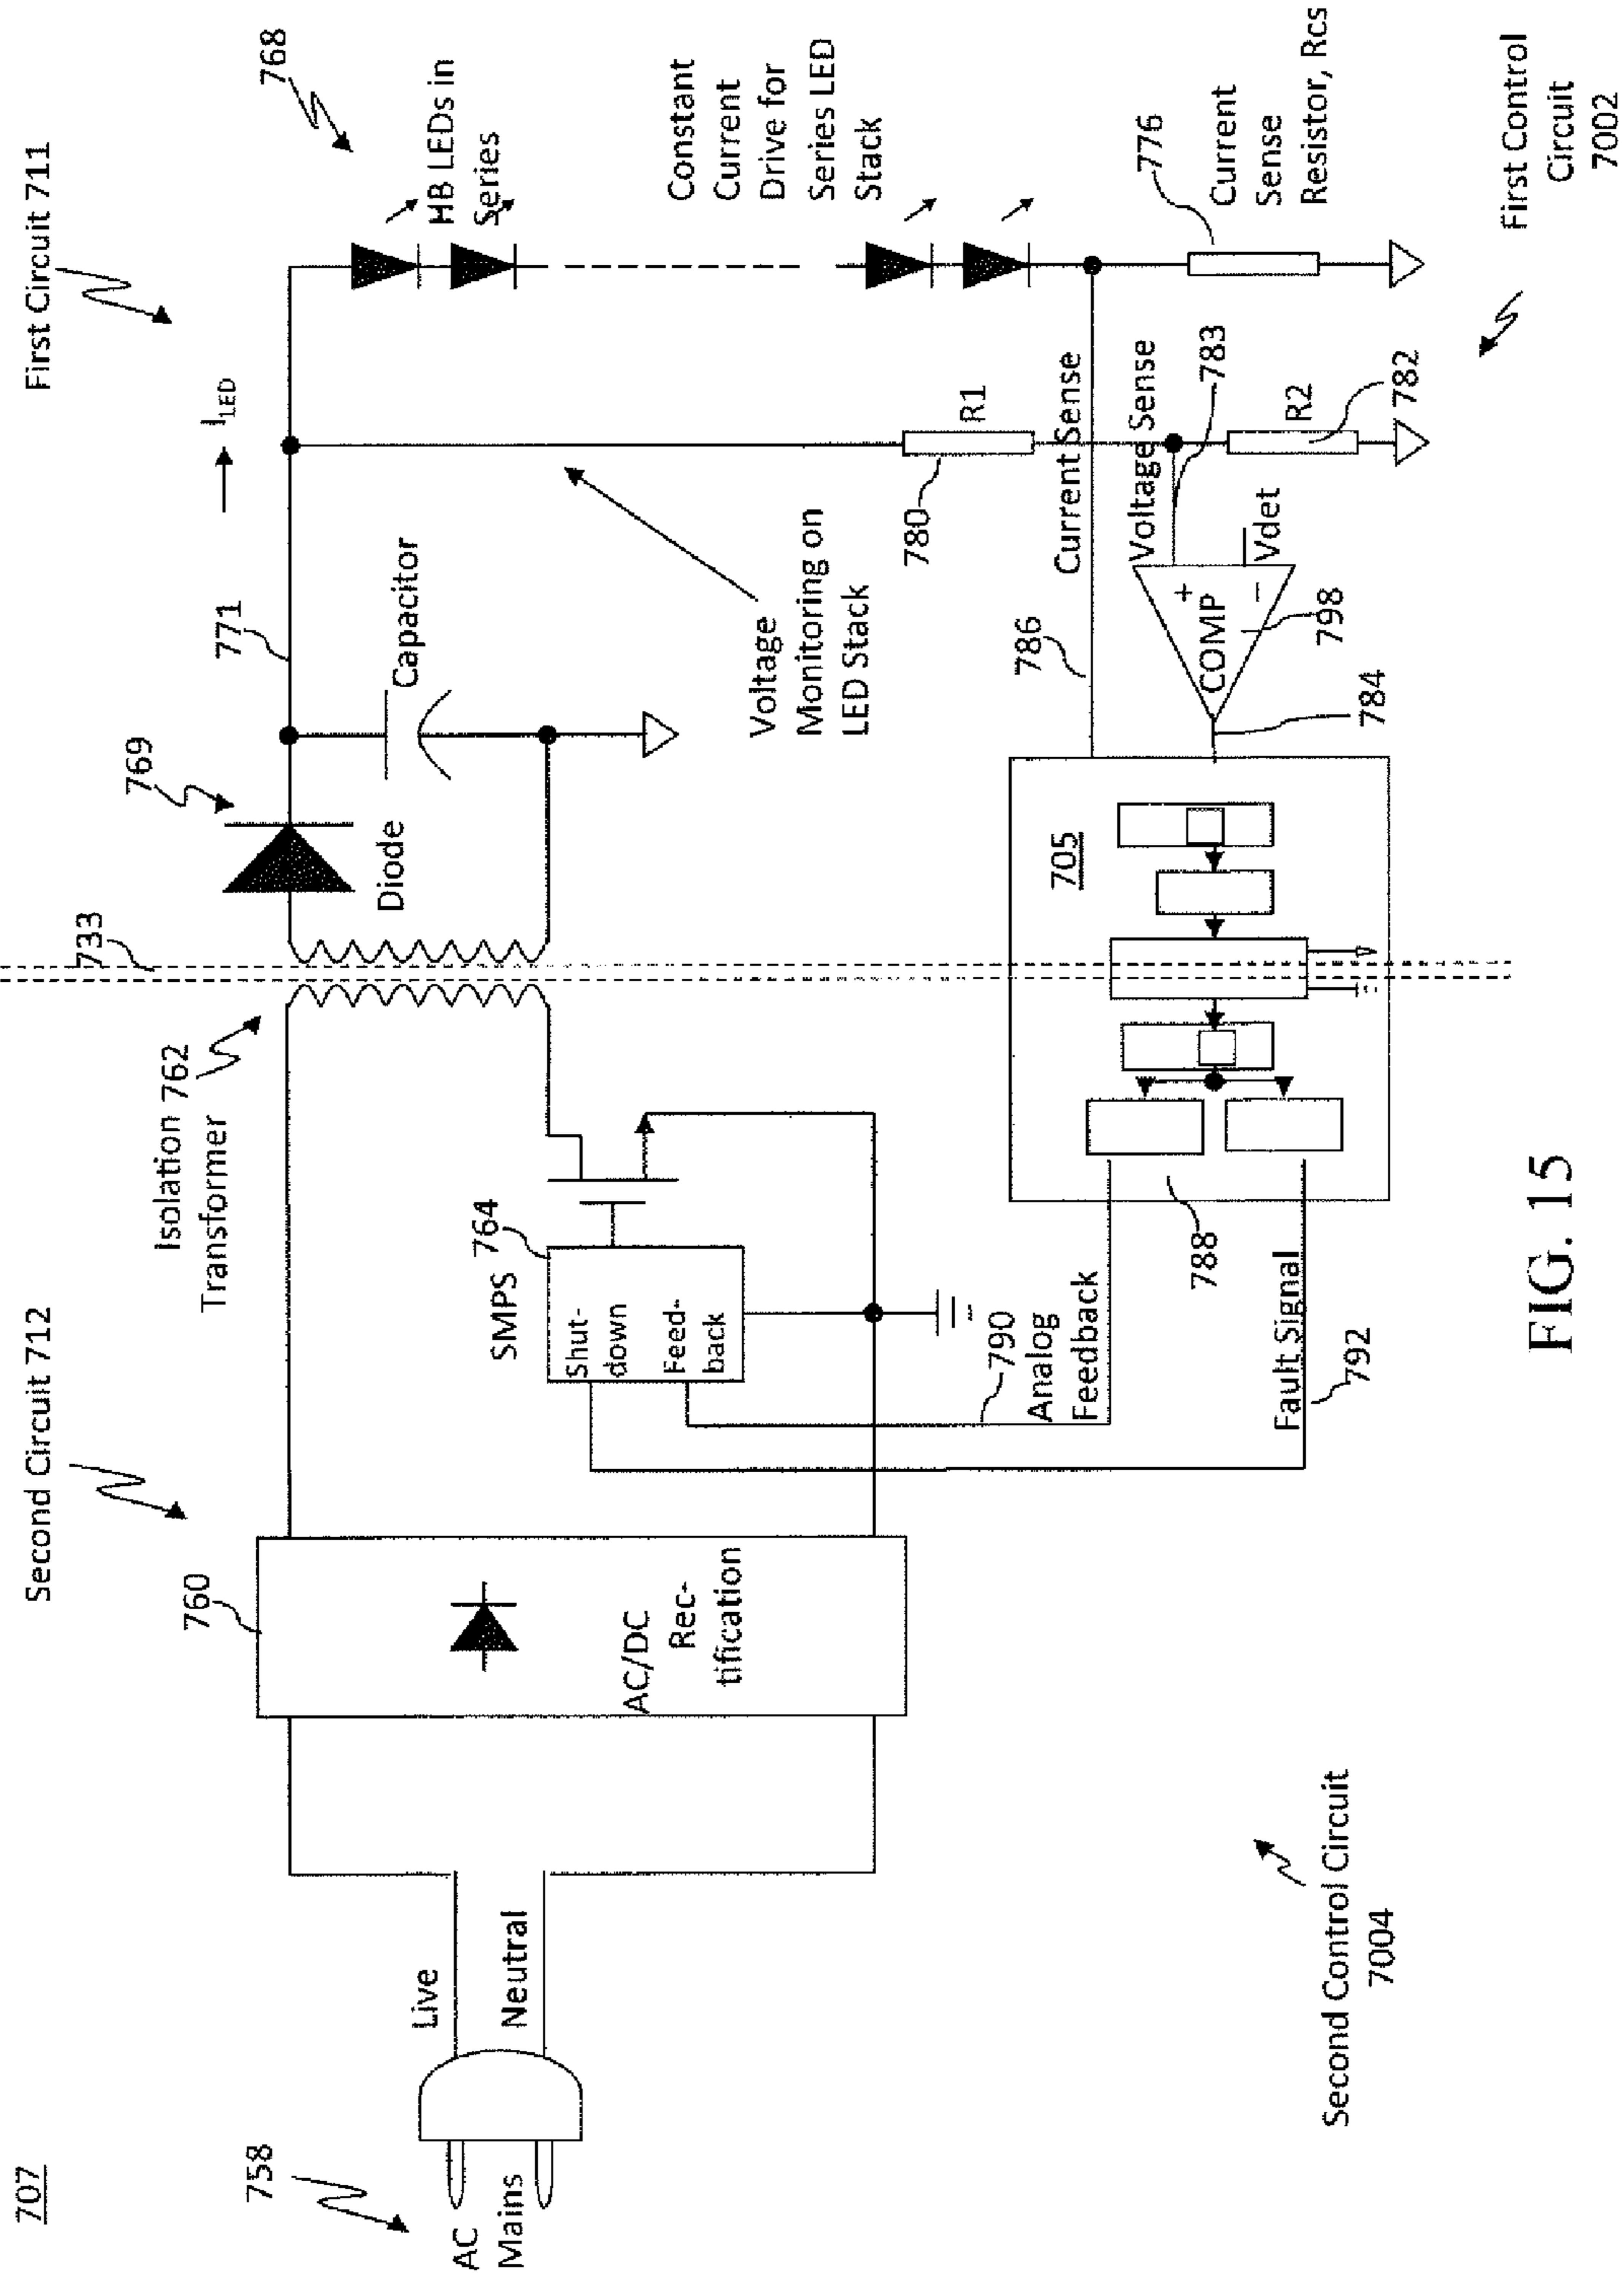 707
Second Circuit 712
First Circuit 711
758
AC
Mains
Live
Neutral
760
AC/DC
Rec-
tification
Isolation 762
Transformer
SMPS 764
Shut-
down
Feed-
back
733
769
Diode
771
Capacitor
I LED
768
HB LEDs in
Series
Constant
Current
Drive for
Series LED
Stack
Voltage
Monitoring on
LED Stack
780
R1
Current Sense
Voltage Sense
783
R2
782
776
Current
Sense
Resistor, Rcs
786
COMP
+
−
Vdet
798
784
705
788
790
Analog
Feedback
Fault Signal
792
First Control
Circuit
7002
Second Control Circuit
7004
FIG. 15